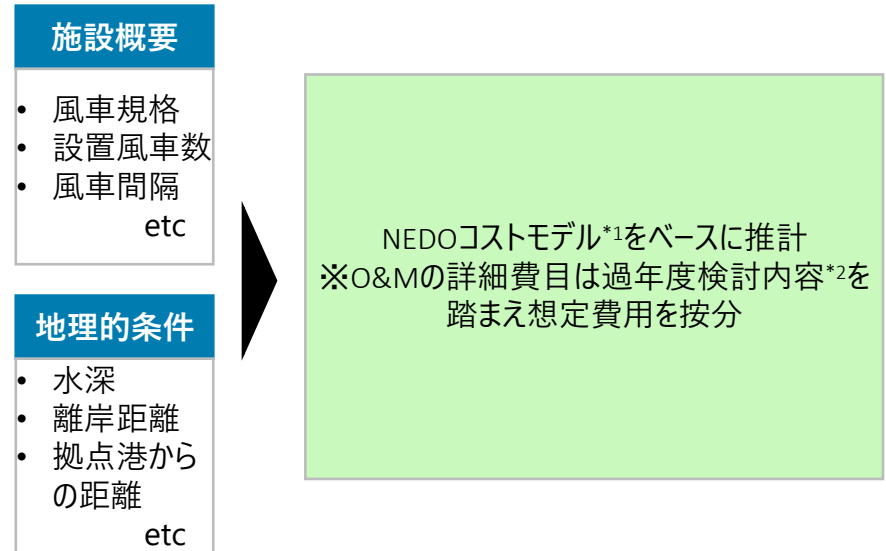 施設概要
• 風車規格
• 設置風車数
• 風車間隔
etc
地理的条件
• 水深
• 離岸距離
• 拠点港から
の距離
etc
NEDOコストモデル*1をベースに推計
※O&Mの詳細費目は過年度検討内容*2を
踏まえ想定費用を按分